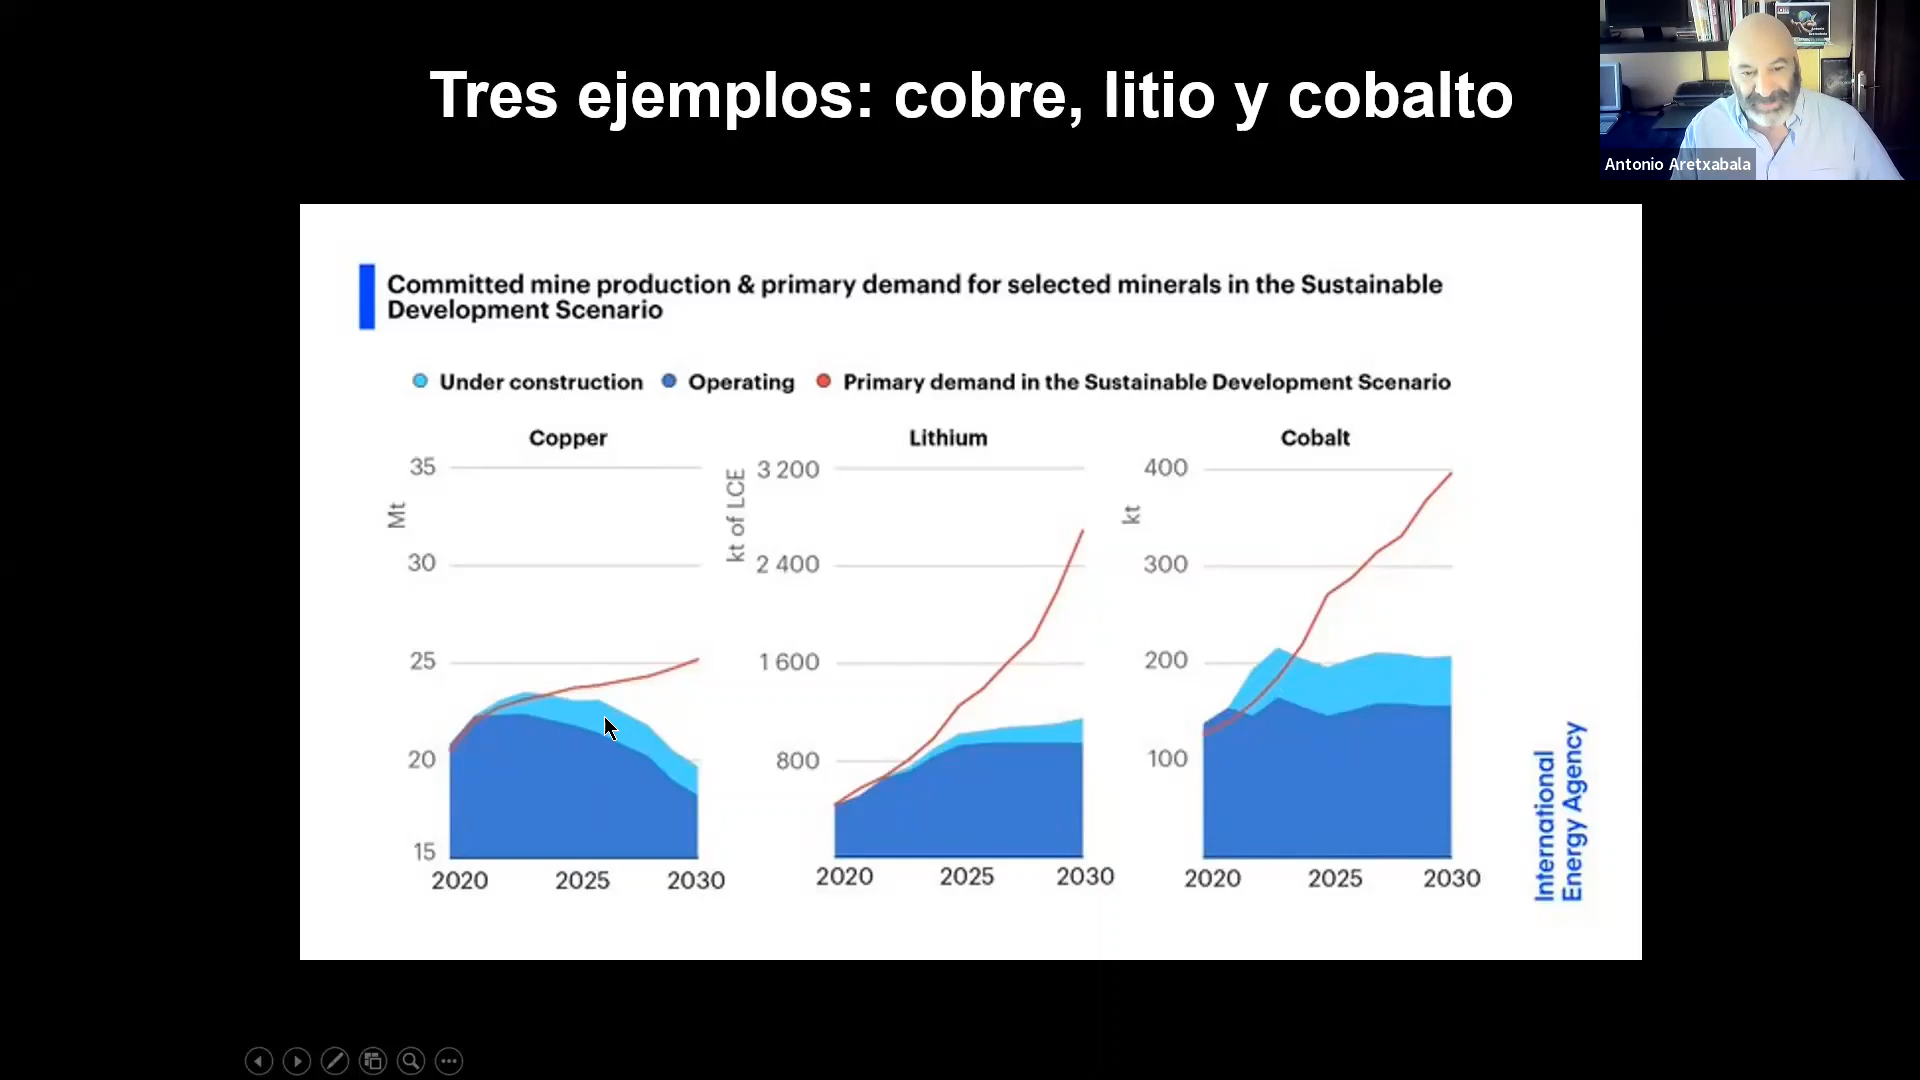 Tres ejemplos: cobre, litio y cobalto
Antonio Aretxabala
Committed mine production & primary demand for selected minerals in the Sustainable
Development Scenario
Under construction Operating Primary demand in the Sustainable Development Scenario
Copper
35
Mt
30
25
20
15
2020 2025 2030
Lithium
kt of LCE
3 200
2 400
1 600
800
2020 2025 2030
Cobalt
400
kt
300
200
100
2020 2025 2030
International
Energy Agency